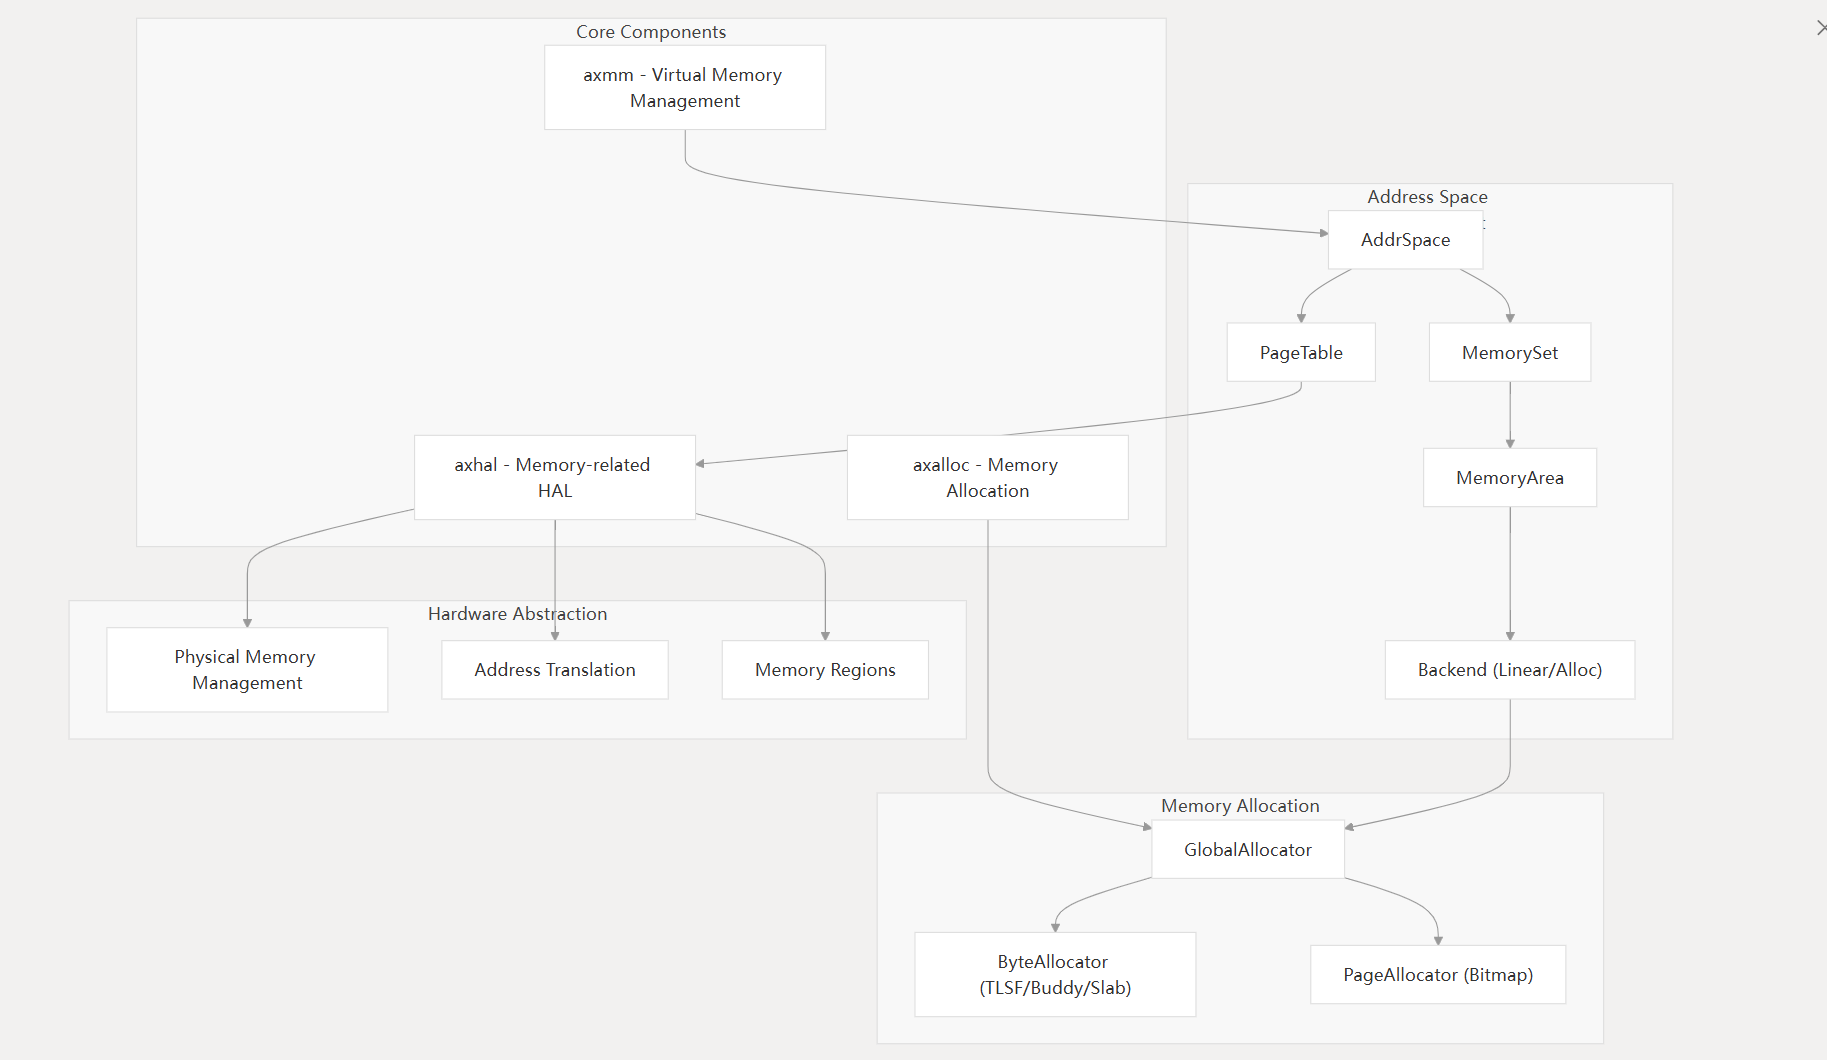 Core Components
axmm - Virtual Memory
Management
Address Space
AddrSpace
PageTable
MemorySet
axhal - Memory-related
HAL
axalloc - Memory
Allocation
MemoryArea
Hardware Abstraction
Physical Memory
Management
Address Translation
Memory Regions
Backend (Linear/Alloc)
Memory Allocation
GlobalAllocator
ByteAllocator
(TLSF/Buddy/Slab)
PageAllocator (Bitmap)